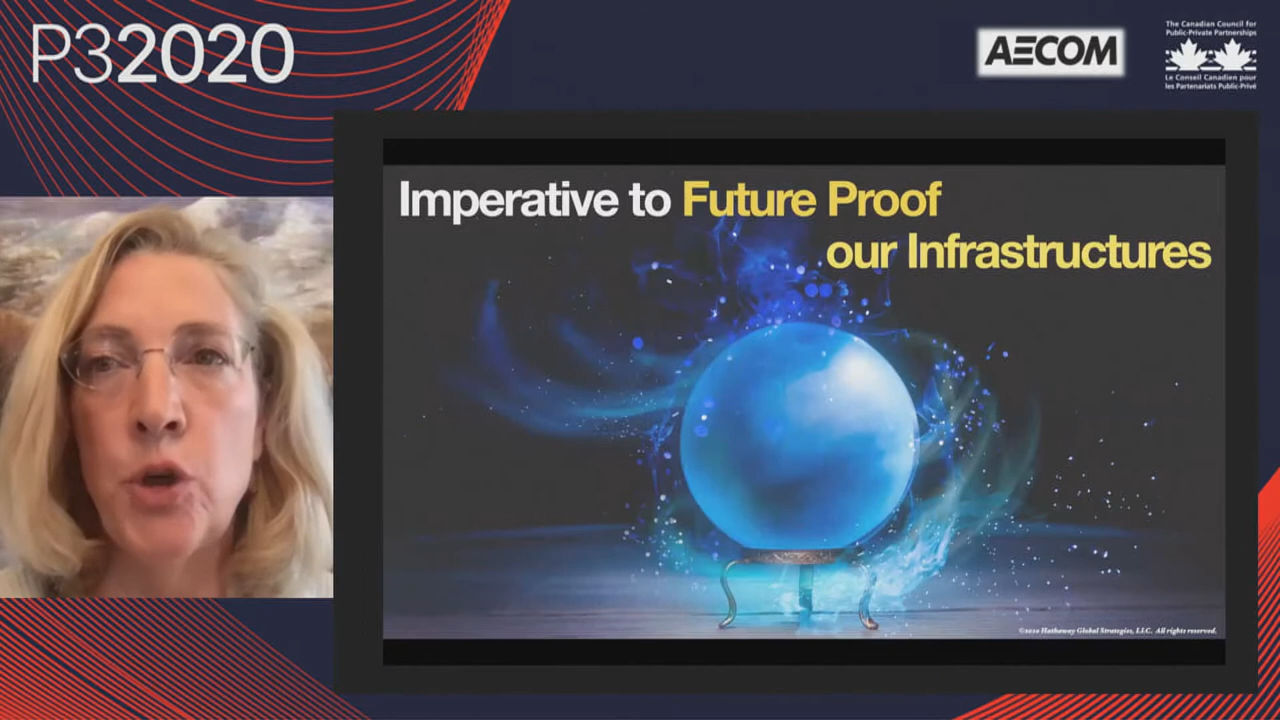 P32020
AECOM
The Canadian Council for
Public-Private Partnerships
Le Conseil Canadien pour
les Partenariats Public-Privé
Imperative to Future Proof
our Infrastructures
©2020 Hathaway Global Strategies, LLC. All rights reserved.